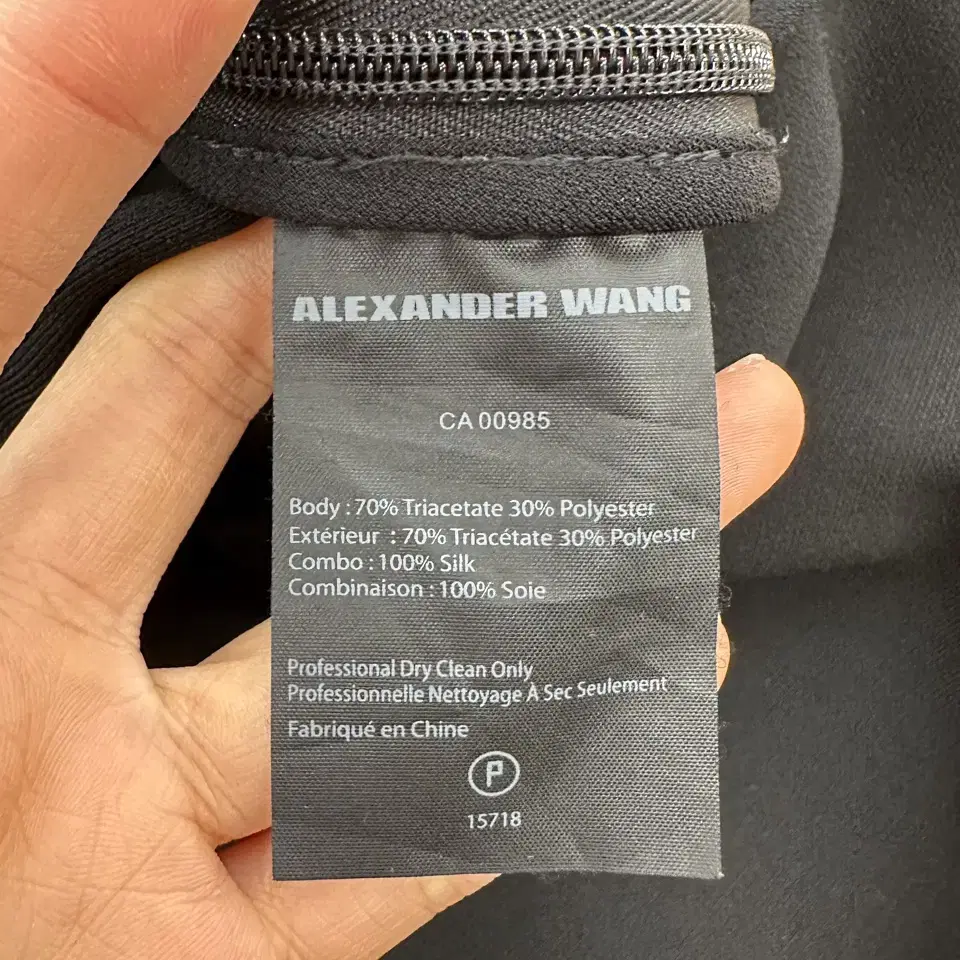 ALEXANDER WANG
CA 00985
Body : 70% Triacetate 30% Polyester
Extérieur : 70% Triacétate 30% Polyester
Combo : 100% Silk
Combinaison : 100% Soie
Professional Dry Clean Only
Professionnelle Nettoyage À Sec Seulement
Fabriqué en Chine
P
15718